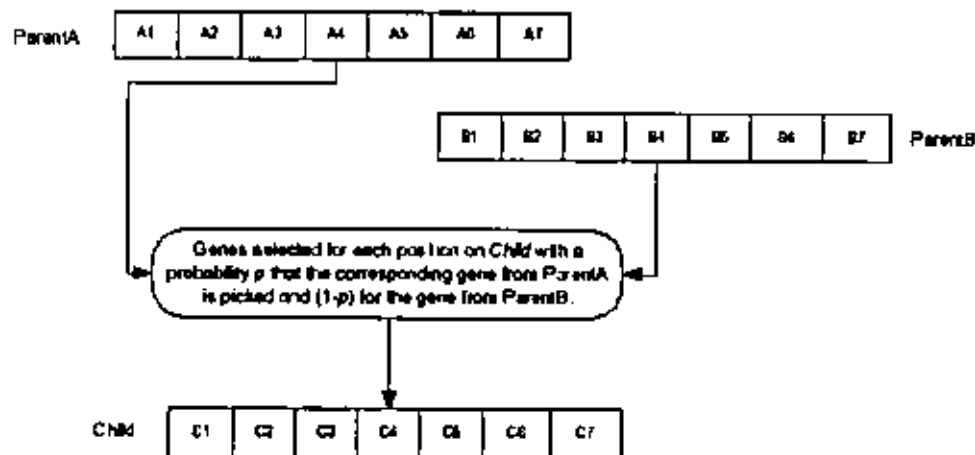 ParentA A1 A2 A3 A4 A5 A6 A7
B1 B2 B3 B4 B5 B6 B7 ParentB
Genes selected for each position on Child with a
probability p that the corresponding gene from ParentA
is picked and (1-p) for the gene from ParentB.
Child C1 C2 C3 C4 C5 C6 C7